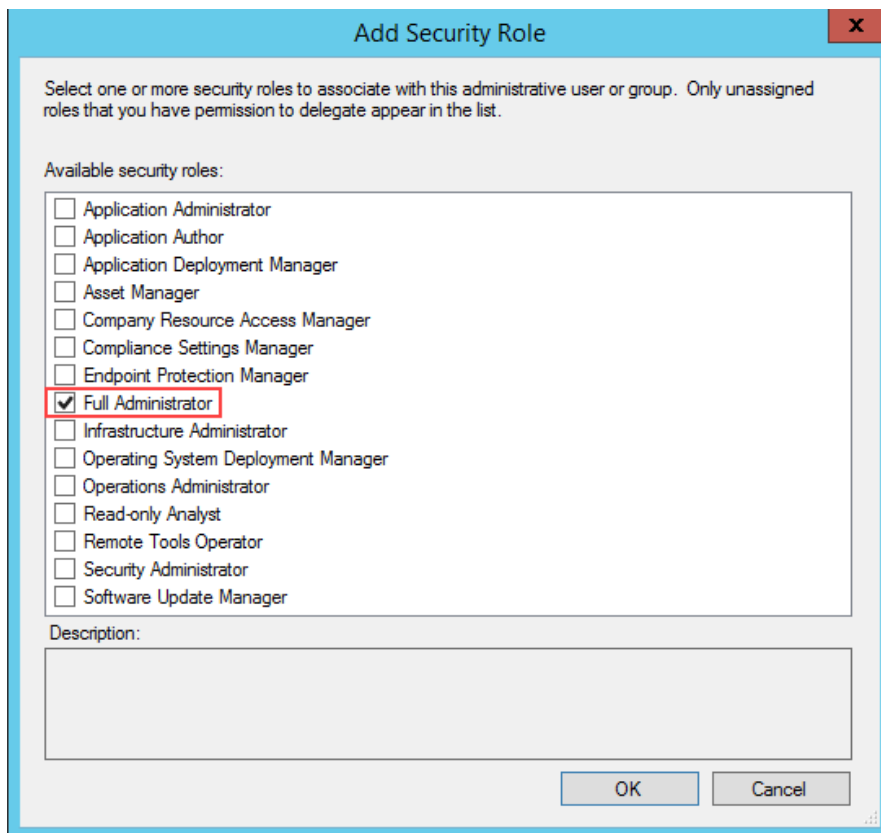 Add Security Role
x
Select one or more security roles to associate with this administrative user or group. Only unassigned
roles that you have permission to delegate appear in the list.
Available security roles:
Application Administrator
Application Author
Application Deployment Manager
Asset Manager
Company Resource Access Manager
Compliance Settings Manager
Endpoint Protection Manager
Full Administrator
Infrastructure Administrator
Operating System Deployment Manager
Operations Administrator
Read-only Analyst
Remote Tools Operator
Security Administrator
Software Update Manager
Description:
OK
Cancel